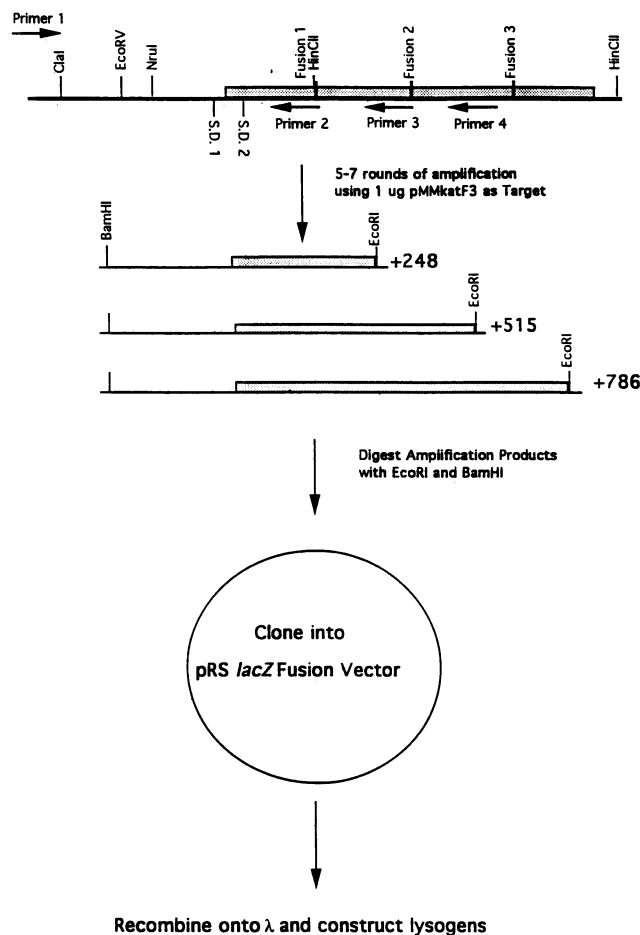 Primer 1
ClaI
EcoRV
NruI
Fusion 1
HinCII
Fusion 2
Fusion 3
HinCII
S.D. 1
S.D. 2
Primer 2
Primer 3
Primer 4
5-7 rounds of amplification
using 1 ug pMMkatF3 as Target
BamHI
EcoRI
+248
EcoRI
+515
EcoRI
+786
Digest Amplification Products
with EcoRI and BamHI
Clone into
pRS lacZ Fusion Vector
Recombine onto λ and construct lysogens